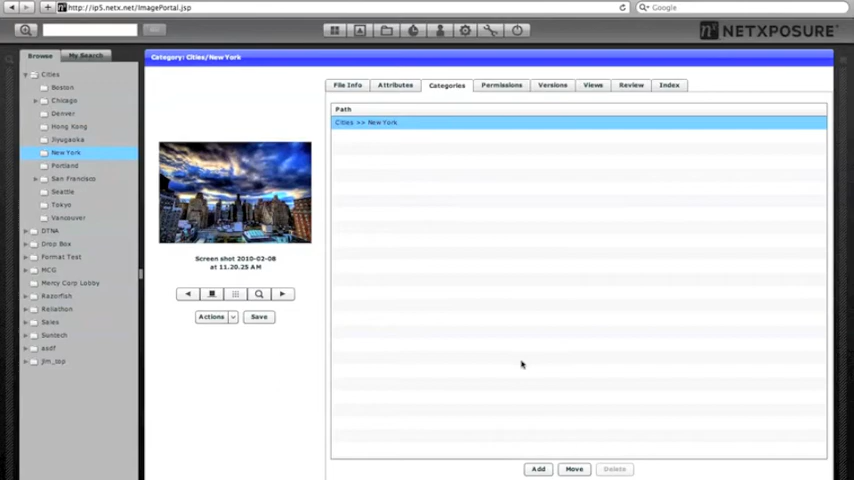 http://ip5.netx.net/ImagePortal.jsp
Google
NETXPOSURE
Browse
My Search
Category: Cities/New York
Cities
Boston
Chicago
Denver
Hong Kong
Jiyugaoka
New York
Portland
San Francisco
Seattle
Tokyo
Vancouver
DTNA
Drop Box
Format Test
MCG
Mercy Corp Lobby
Razorfish
Reliathon
Sales
Suntech
asdf
jim_top
Screen shot 2010-02-08
at 11.20.25 AM
Actions
Save
File Info
Attributes
Categories
Permissions
Versions
Views
Review
Index
Path
Cities >> New York
Add
Move
Delete